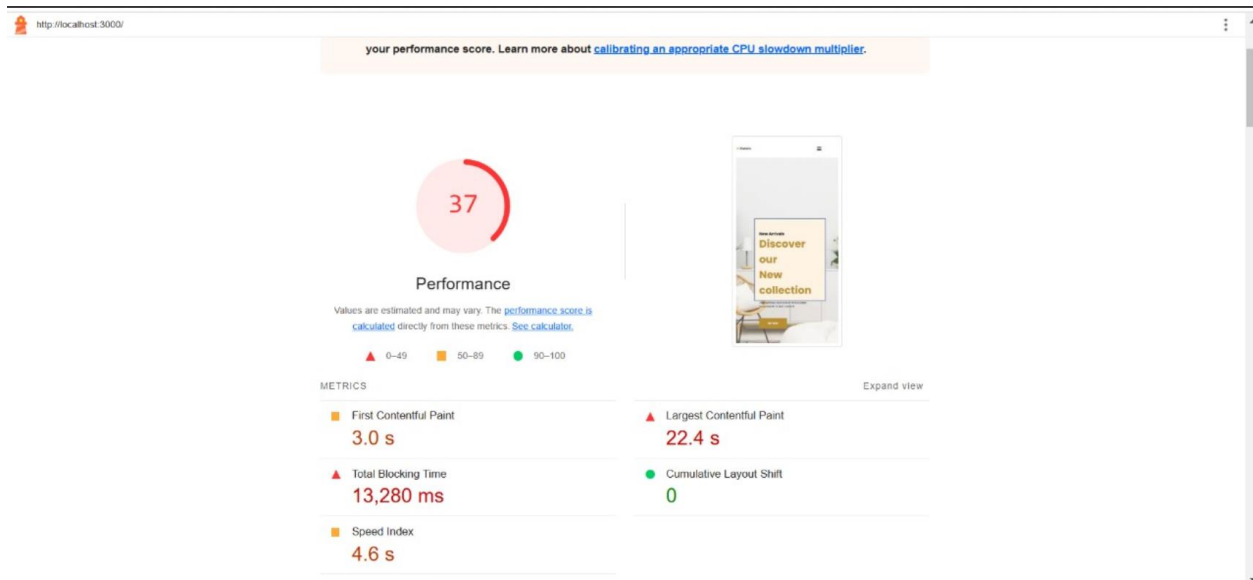 http://localhost:3000/
your performance score. Learn more about calibrating an appropriate CPU slowdown multiplier.
37
Performance
Values are estimated and may vary. The performance score is
calculated directly from these metrics. See calculator.
0–49
50–89
90–100
New Arrivals
Discover
our
New
collection
METRICS
Expand view
First Contentful Paint
3.0 s
Largest Contentful Paint
22.4 s
Total Blocking Time
13,280 ms
Cumulative Layout Shift
0
Speed Index
4.6 s